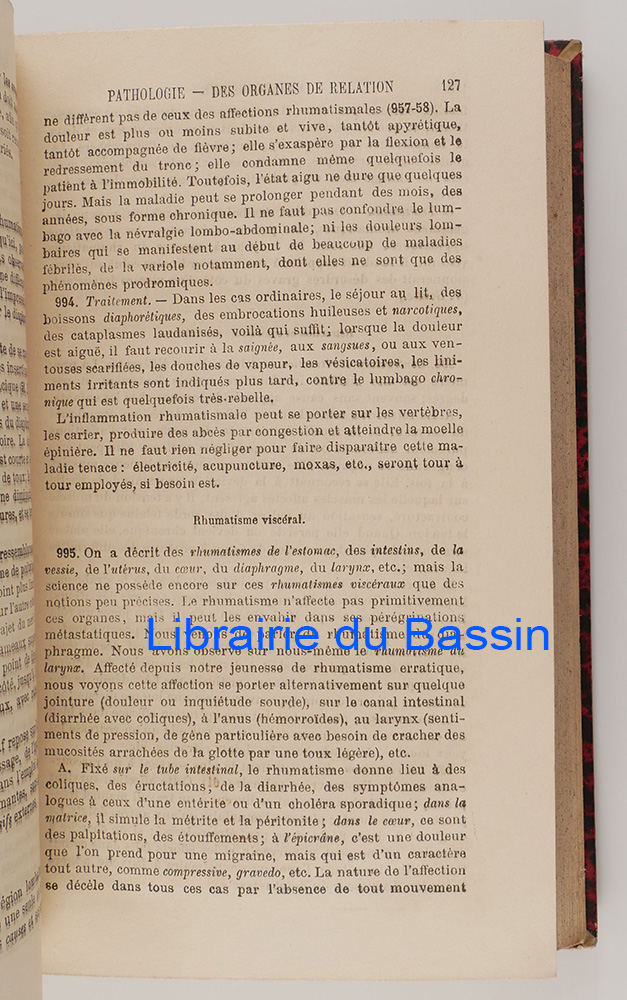 PATHOLOGIE — DES ORGANES DE RELATION 127
ne diffèrent pas de ceux des affections rhumatismales (957-58). La
douleur est plus ou moins subite et vive, tantôt apyrétique,
tantôt accompagnée de fièvre; elle s'exaspère par la flexion et le
redressement du tronc; elle condamne même quelquefois le
patient à l'immobilité. Toutefois, l'état aigu ne dure que quelques
jours. Mais la maladie peut se prolonger pendant des mois, des
années, sous forme chronique. Il ne faut pas confondre le lum-
bago avec la névralgie lombo-abdominale; ni les douleurs lom-
baires qui se manifestent au début de beaucoup de maladies
fébriles, de la variole notamment, dont elles ne sont que des
phénomènes prodromiques.
994. Traitement. — Dans les cas ordinaires, le séjour au lit, des
boissons diaphorétiques, des embrocations huileuses et narcotiques,
des cataplasmes laudanisés, voilà qui suffit; lorsque la douleur
est aiguë, il faut recourir à la saignée, aux sangsues, ou aux ven-
touses scarifiées, les douches de vapeur, les vésicatoires, les lini-
ments irritants sont indiqués plus tard, contre le lumbago chro-
nique qui est quelquefois très-rebelle.
L'inflammation rhumatismale peut se porter sur les vertèbres,
les carier, produire des abcès par congestion et atteindre la moelle
épinière. Il ne faut rien négliger pour faire disparaître cette ma-
ladie tenace : électricité, acupuncture, moxas, etc., seront tour à
tour employés, si besoin est.
Rhumatisme viscéral.
995. On a décrit des rhumatismes de l'estomac, des intestins, de la
vessie, de l'utérus, du cœur, du diaphragme, du larynx, etc.; mais la
science ne possède encore sur ces rhumatismes viscéraux que des
notions peu précises. Le rhumatisme n'affecte pas primitivement
ces organes, mais il peut les envahir dans ses pérégrinations
métastatiques. Nous venons de parler du rhumatisme du dia-
phragme. Nous avons observé sur nous-même le rhumatisme du
larynx. Affecté depuis notre jeunesse de rhumatisme erratique,
nous voyons cette affection se porter alternativement sur quelque
jointure (douleur ou inquiétude sourde), sur le canal intestinal
(diarrhée avec coliques), à l'anus (hémorroïdes), au larynx (senti-
ments de pression, de gêne particulière avec besoin de cracher des
mucosités arrachées de la glotte par une toux légère), etc.
A. Fixé sur le tube intestinal, le rhumatisme donne lieu à des
coliques, des éructations, de la diarrhée, des symptômes ana-
logues à ceux d'une entérite ou d'un choléra sporadique; dans la
matrice, il simule la métrite et la péritonite; dans le cœur, ce sont
des palpitations, des étouffements; à l'épicrâne, c'est une douleur
que l'on prend pour une migraine, mais qui est d'un caractère
tout autre, comme compressive, gravedo, etc. La nature de l'affection
se décèle dans tous ces cas par l'absence de tout mouvement
Librairie du Bassin